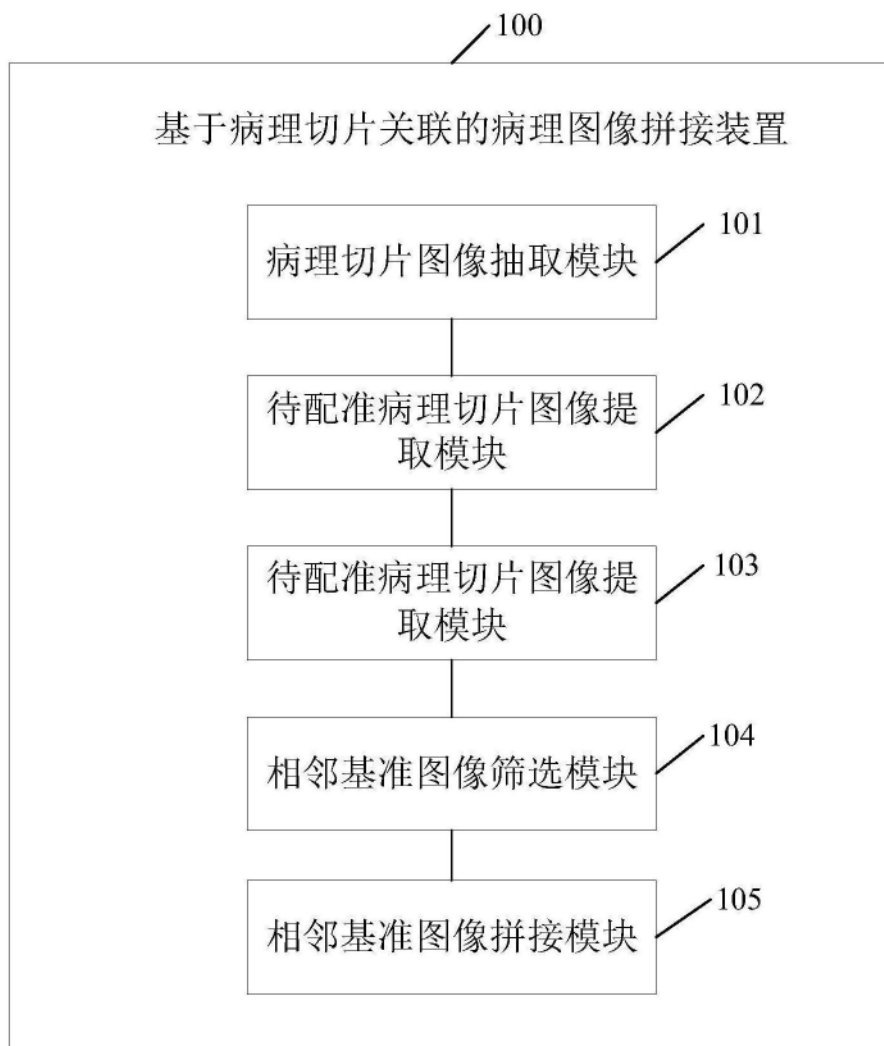 100
基于病理切片关联的病理图像拼接装置
101
病理切片图像抽取模块
102
待配准病理切片图像提
取模块
103
待配准病理切片图像提
取模块
104
相邻基准图像筛选模块
105
相邻基准图像拼接模块